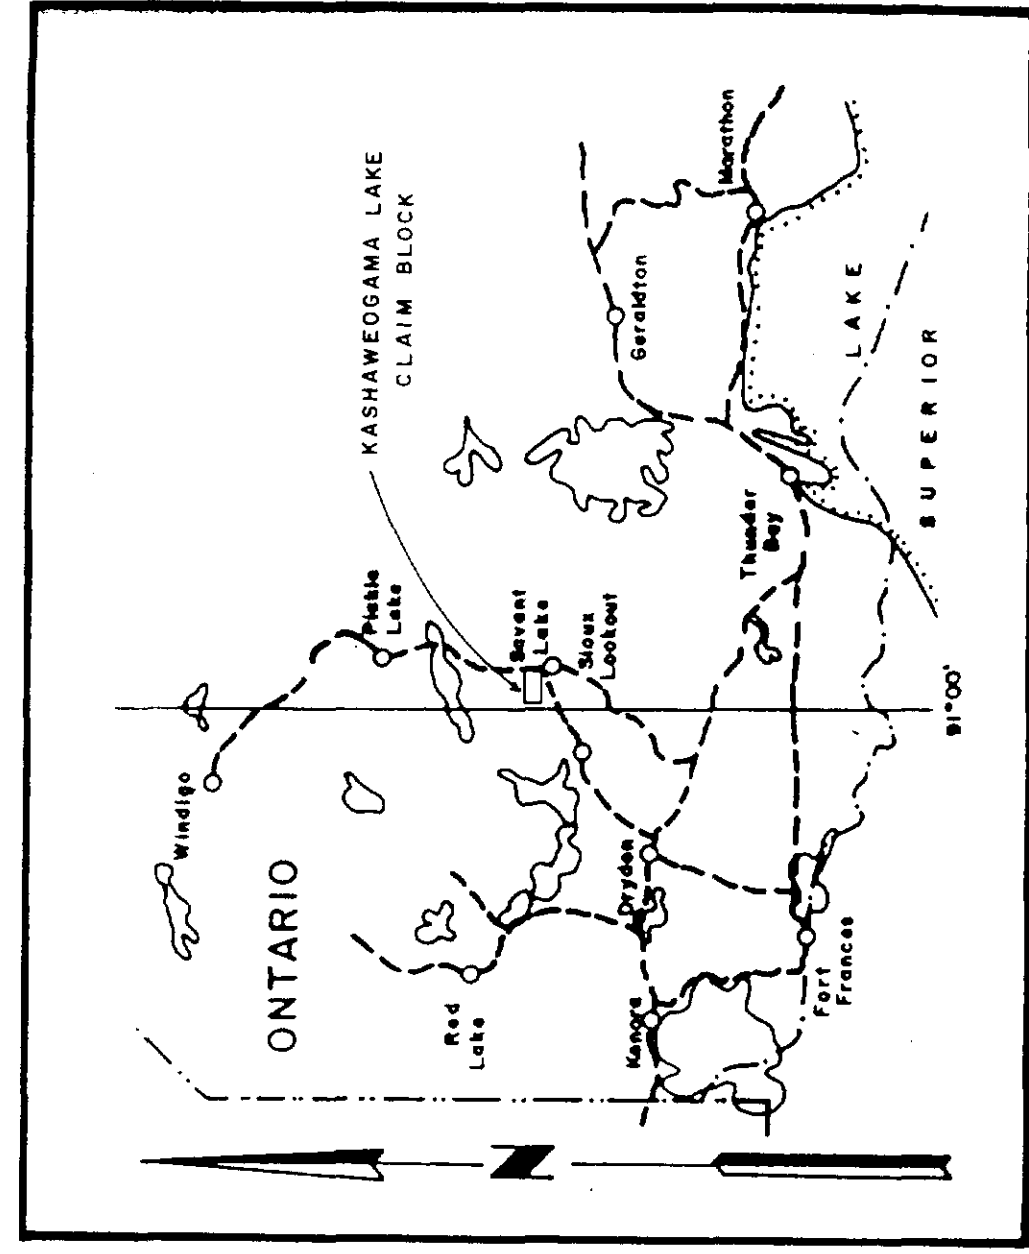 KASHAWEOGAMA LAKE
CLAIM BLOCK
ONTARIO
Windigo
Pickle
Lake
Savant
Lake
Sioux
Lookout
Red
Lake
Kenora
Dryden
Fort
Frances
Thunder
Bay
Geraldton
Marathon
LAKE
SUPERIOR
91°00'
N